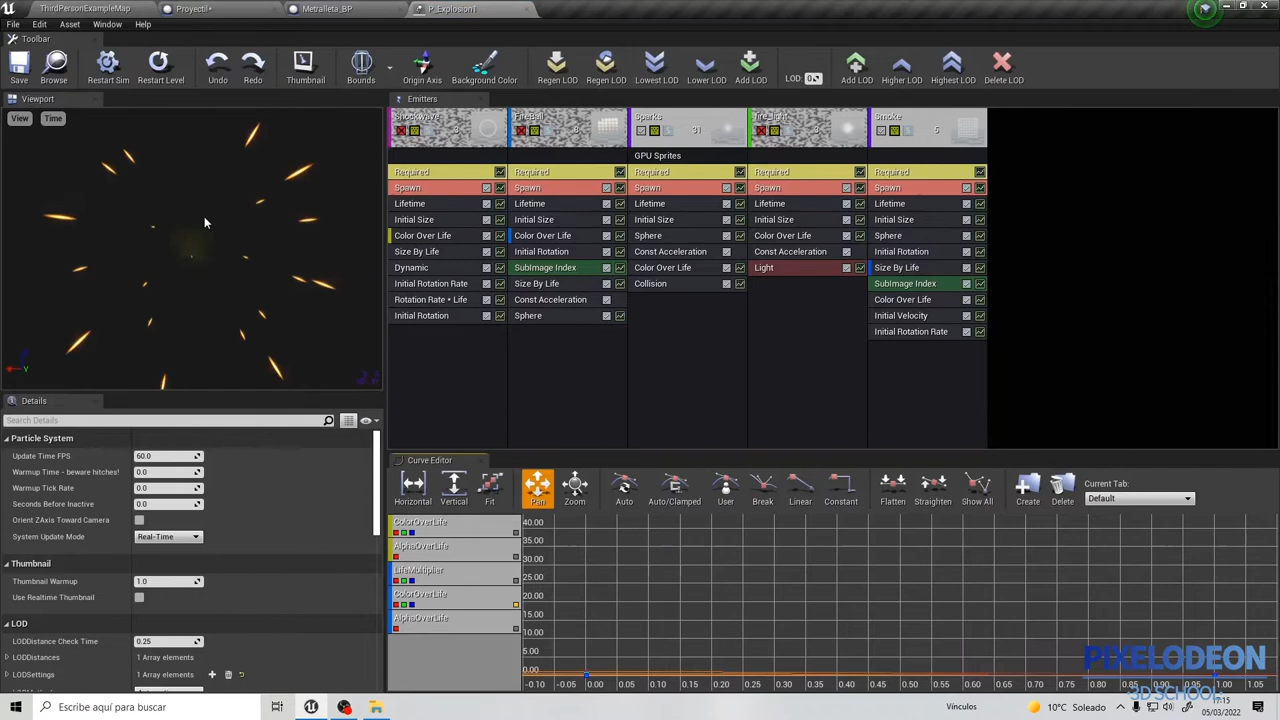 ThirdPersonExampleMap
Proyectil*
Metralleta_BP
P_Explosion1
File Edit Asset Window Help
Toolbar
Save Browse Restart Sim Restart Level Undo Redo Thumbnail Bounds Origin Axis Background Color Regen LOD Regen LOD Lowest LOD Lower LOD Add LOD LOD: 0 Add LOD Higher LOD Highest LOD Delete LOD
Viewport
Emitters
View Time
Shockwave FireBall Sparks fire_light Smoke
3 8 31 3 5
GPU Sprites
Required Required Required Required Required
Spawn Spawn Spawn Spawn Spawn
Lifetime Lifetime Lifetime Lifetime Lifetime
Initial Size Initial Size Initial Size Initial Size
Color Over Life Color Over Life Sphere Color Over Life Sphere
Size By Life Initial Rotation Const Acceleration Const Acceleration Initial Rotation
Dynamic SubImage Index Color Over Life Light Size By Life
Initial Rotation Rate Size By Life Collision SubImage Index
Rotation Rate * Life Const Acceleration Color Over Life
Initial Rotation Sphere Initial Velocity
Initial Rotation Rate
Y
Details
Search Details
Particle System
Update Time FPS 60.0
Warmup Time - beware hitches! 0.0
Warmup Tick Rate 0.0
Seconds Before Inactive 0.0
Orient ZAxis Toward Camera
System Update Mode Real-Time
Thumbnail
Thumbnail Warmup 1.0
Use Realtime Thumbnail
LOD
LODDistance Check Time 0.25
LODDistances 1 Array elements
LODSettings 1 Array elements
Curve Editor
Horizontal Vertical Fit Pan Zoom Auto Auto/Clamped User Break Linear Constant Flatten Straighten Show All Create Delete
Current Tab:
Default
ColorOverLife
AlphaOverLife
LifeMultiplier
ColorOverLife
AlphaOverLife
40.00
35.00
30.00
25.00
20.00
15.00
10.00
5.00
0.00
-0.10 -0.05 0.00 0.05 0.10 0.15 0.20 0.25 0.30 0.35 0.40 0.45 0.50 0.55 0.60 0.65 0.70 0.75 0.80 0.85 0.90 0.95 1.00 1.05
PIXELODEON
3D SCHOOL
Escribe aquí para buscar
Vínculos
10°C Soleado
17:15
05/03/2022